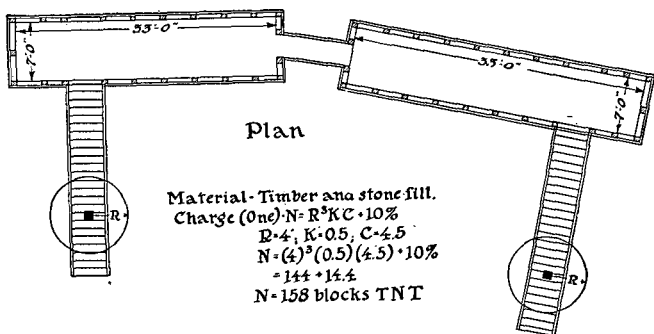 33'-0"
7'-0"
35'-0"
7'-0"
Plan
Material - Timber and stone fill.
Charge (One) - N = R³KC + 10%
R = 4', K = 0.5; C = 4.5
N = (4)³ (0.5) (4.5) + 10%
= 144 + 14.4
N = 158 blocks TNT
R
R